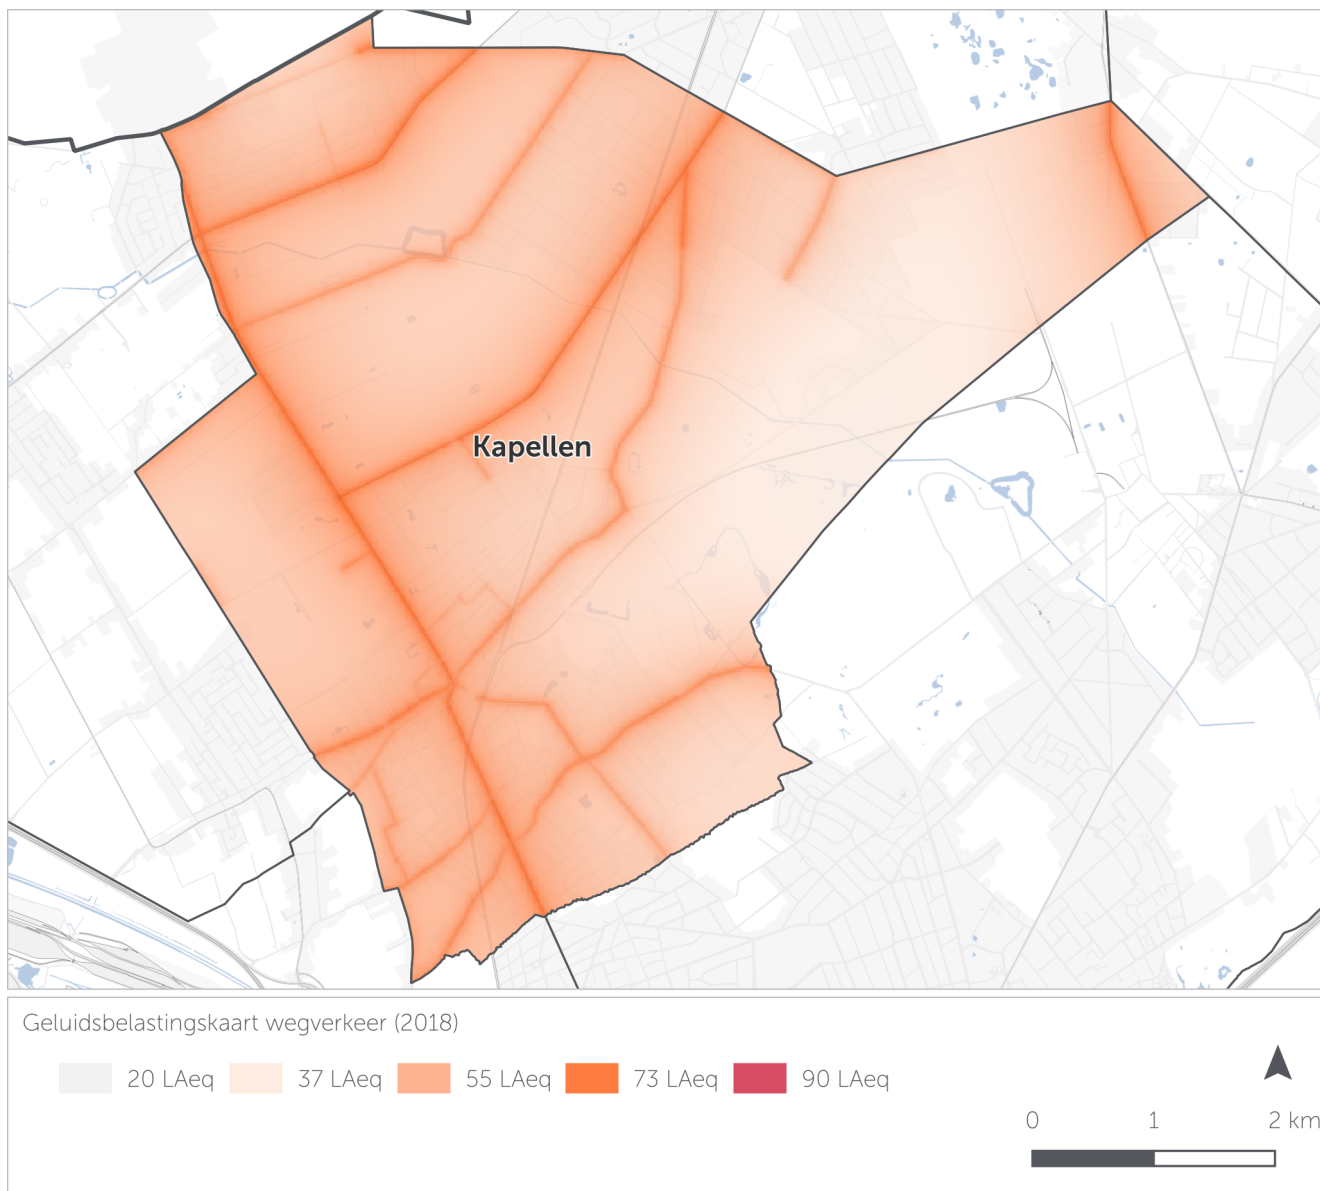 Kapellen
Geluidsbelastingskaart wegverkeer (2018)
20 LAeq 37 LAeq 55 LAeq 73 LAeq 90 LAeq
0 1 2 km